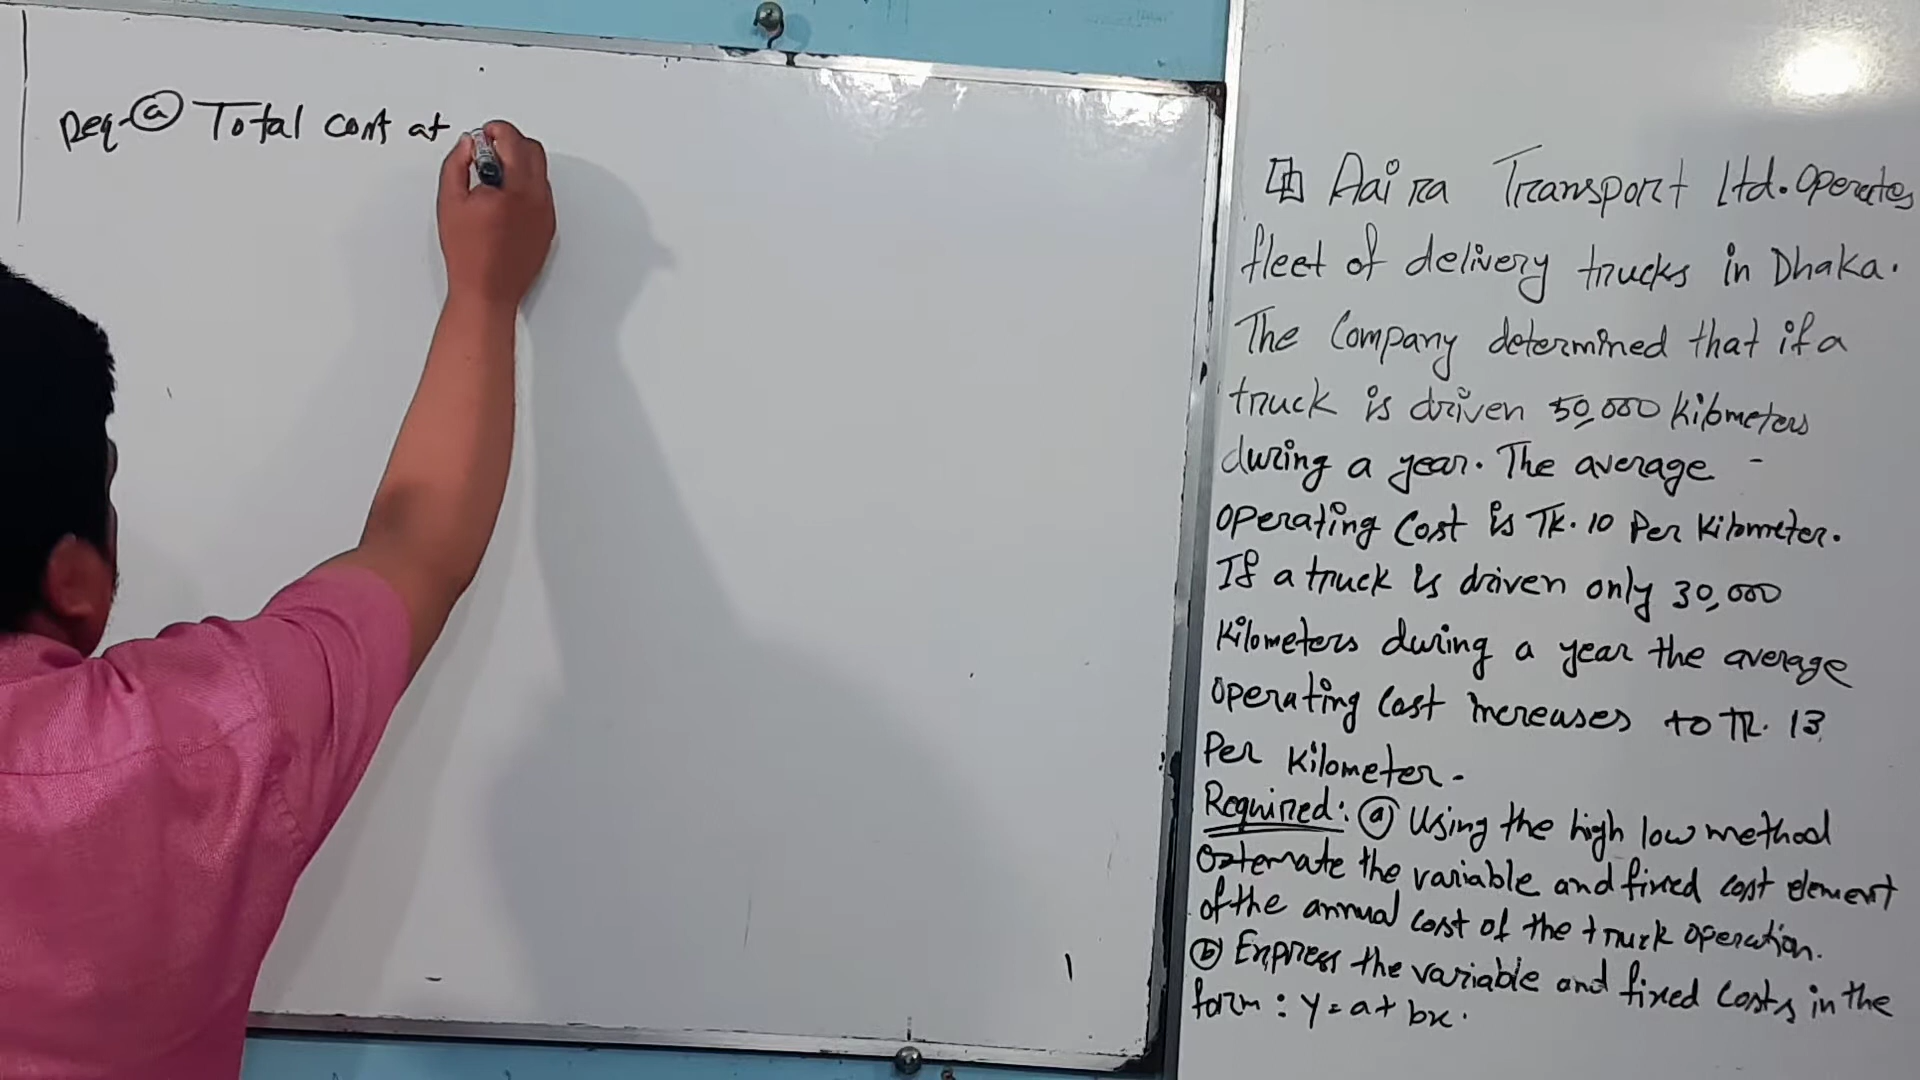 Req-ⓐ Total cost at
Aaira Transport Ltd. Operates
fleet of delivery trucks in Dhaka.
The Company determined that if a
truck is driven 50,000 kilometers
during a year. The average -
operating Cost is Tk. 10 Per Kilometer.
If a truck is driven only 30,000
Kilometers during a year the average
operating Cost increases to TK. 13
Per Kilometer.
Required: ⓐ Using the high low method
the variable and fixed cost element
of the annual cost of the truck operation.
ⓑ Express the variable and fixed Costs in the
form: Y = a + bx.